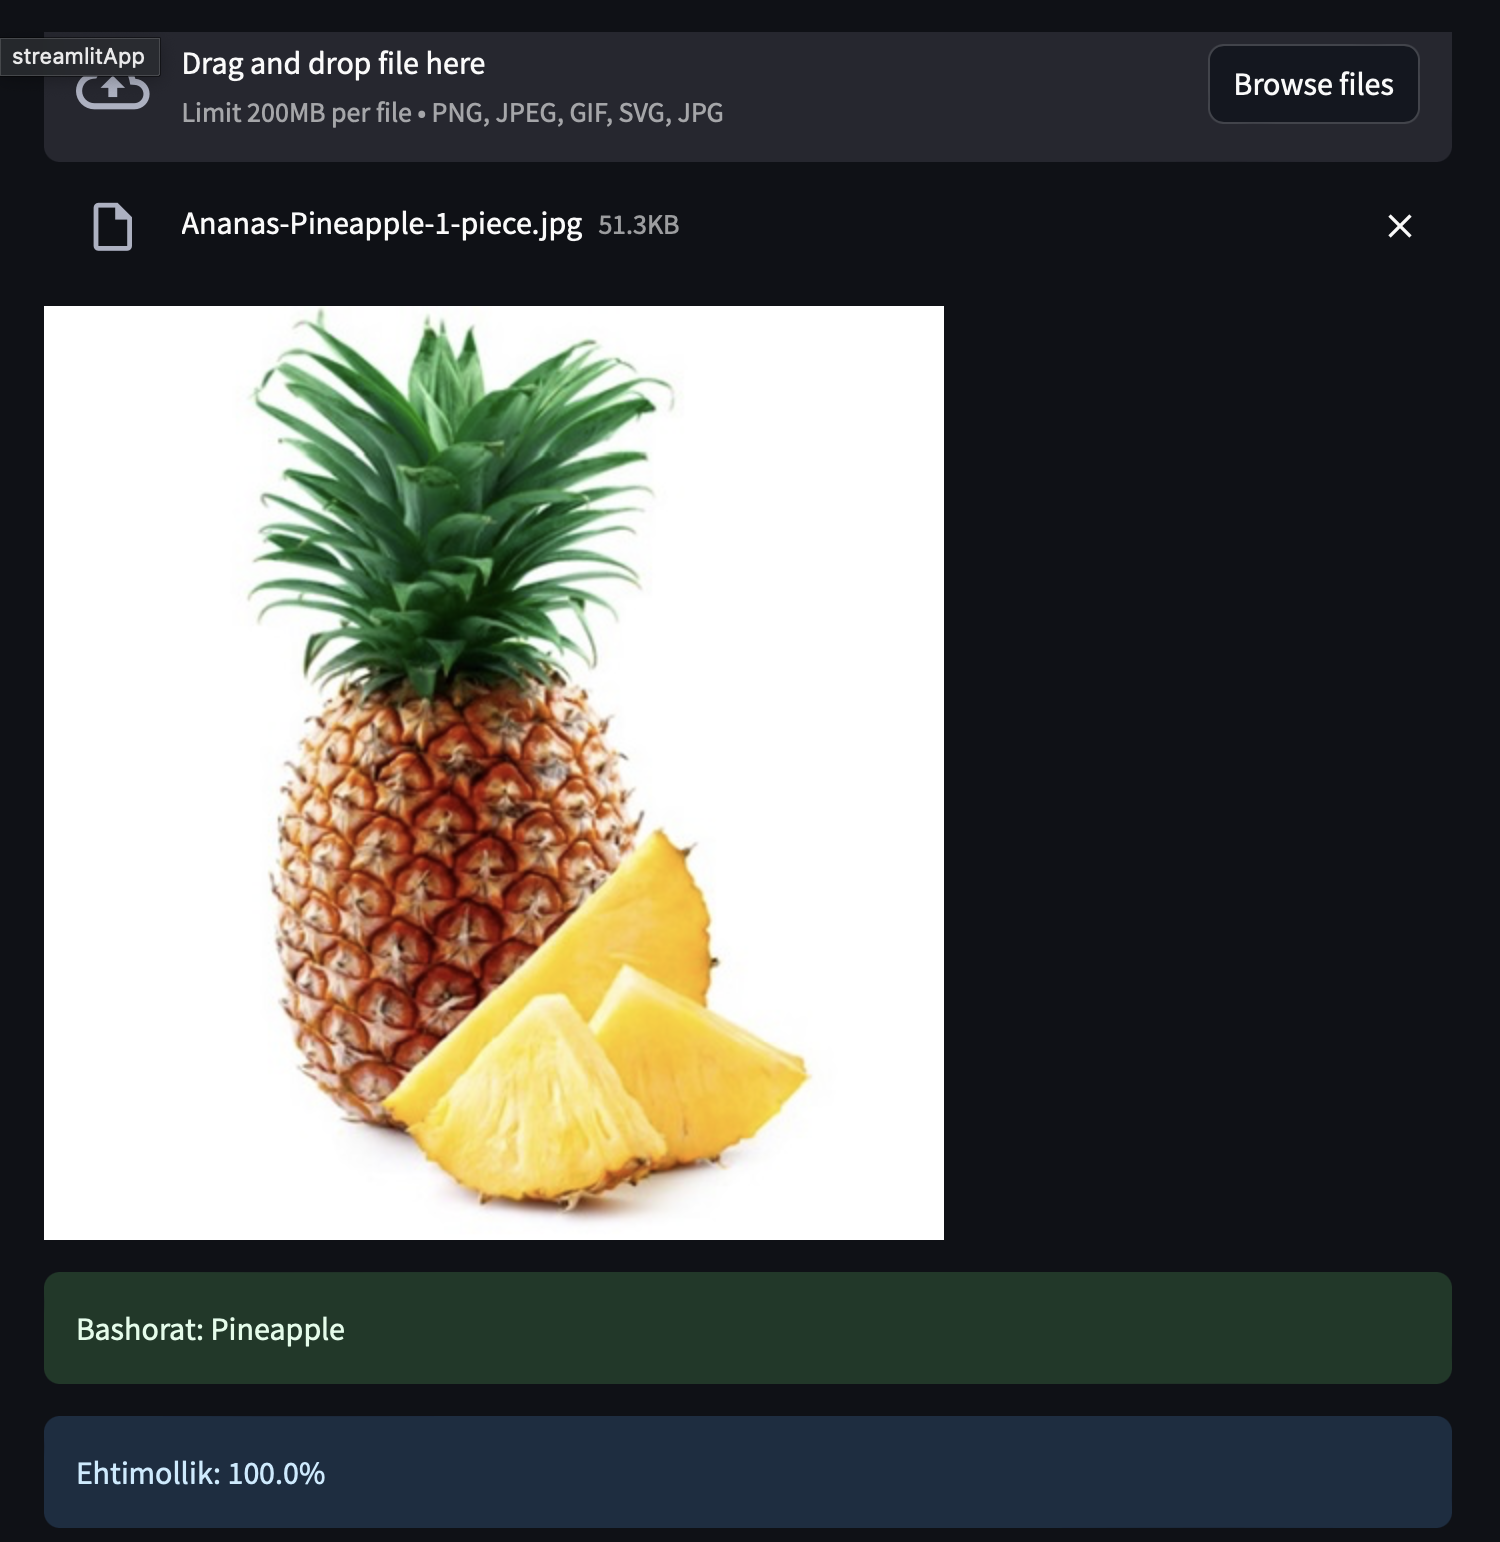 streamlitApp
Drag and drop file here
Browse files
Limit 200MB per file • PNG, JPEG, GIF, SVG, JPG
Ananas-Pineapple-1-piece.jpg 51.3KB
Bashorat: Pineapple
Ehtimollik: 100.0%